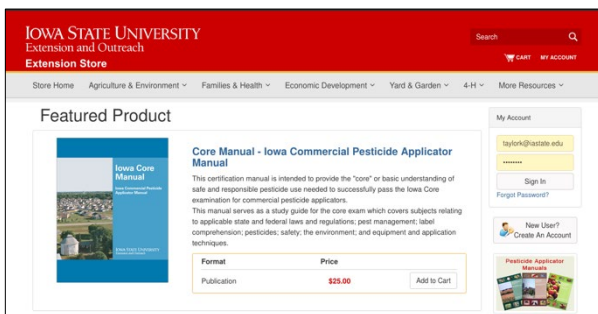 IOWA STATE UNIVERSITY
Extension and Outreach
Extension Store
Search
CART MY ACCOUNT
Store Home Agriculture & Environment Families & Health Economic Development Yard & Garden 4-H More Resources
Featured Product
Iowa Core
Manual
Iowa Commercial Pesticide
Applicator Manual
IOWA STATE UNIVERSITY
Core Manual - Iowa Commercial Pesticide Applicator
Manual
This certification manual is intended to provide the "core" or basic understanding of
safe and responsible pesticide use needed to successfully pass the Iowa Core
examination for commercial pesticide applicators.
This manual serves as a study guide for the core exam which covers subjects relating
to applicable state and federal laws and regulations; pest management; label
comprehension; pesticides; safety; the environment; and equipment and application
techniques.
Format Price
Publication $25.00 Add to Cart
My Account
taylork@iastate.edu
••••••••
Sign In
Forgot Password?
New User?
Create An Account
Pesticide Applicator
Manuals